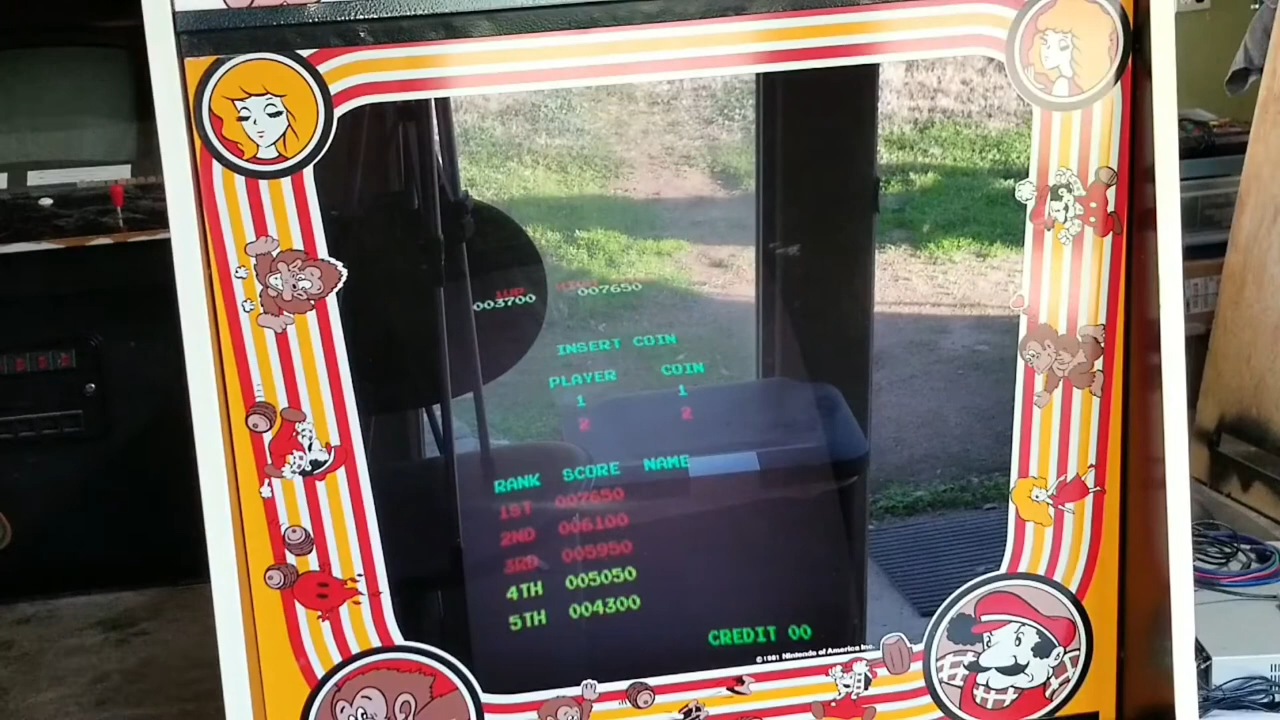 1UP HIGH
003700 007650
INSERT COIN
PLAYER COIN
1 1
2 2
RANK SCORE NAME
1ST 007650
2ND 006100
3RD 005950
4TH 005050
5TH 004300
CREDIT 00
©1981 Nintendo of America Inc.